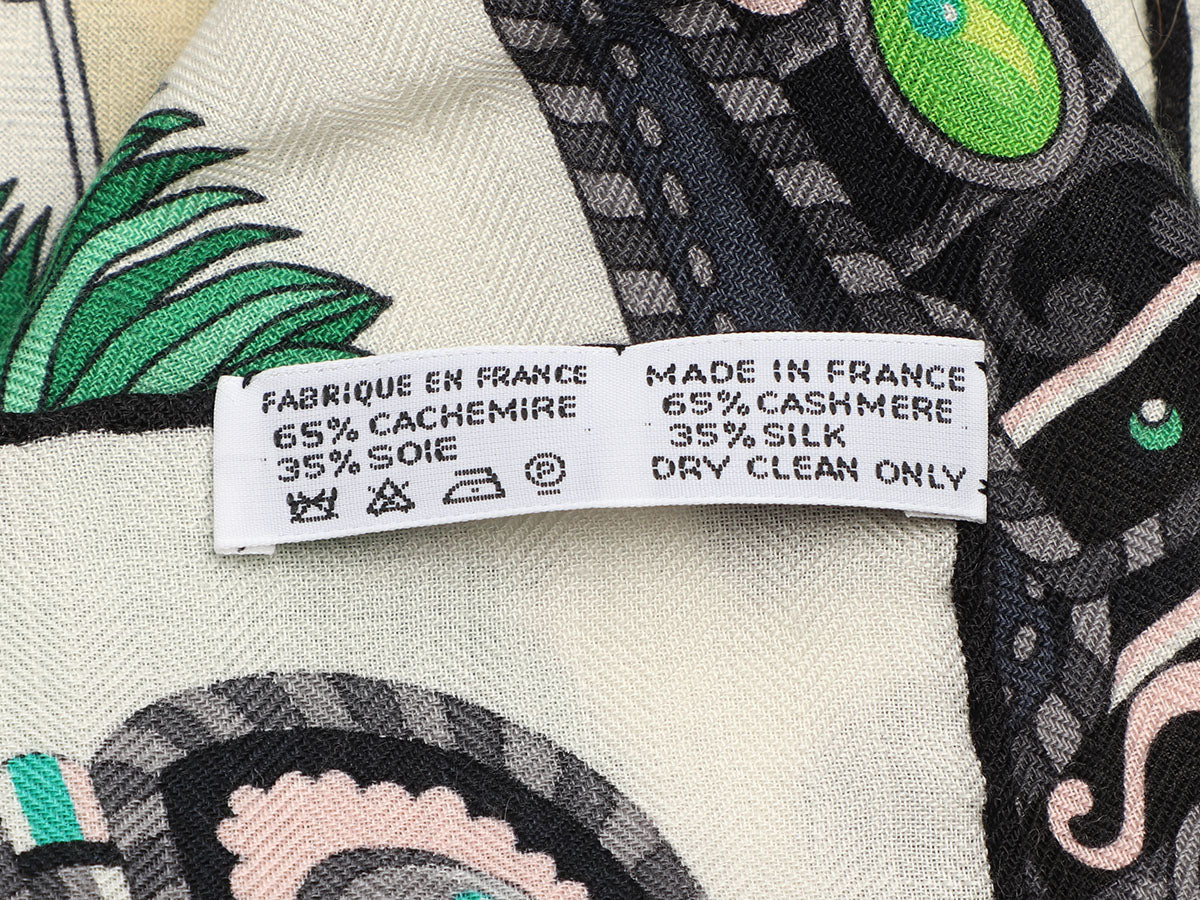 FABRIQUE EN FRANCE
65% CACHEMIRE
35% SOIE
P
MADE IN FRANCE
65% CASHMERE
35% SILK
DRY CLEAN ONLY